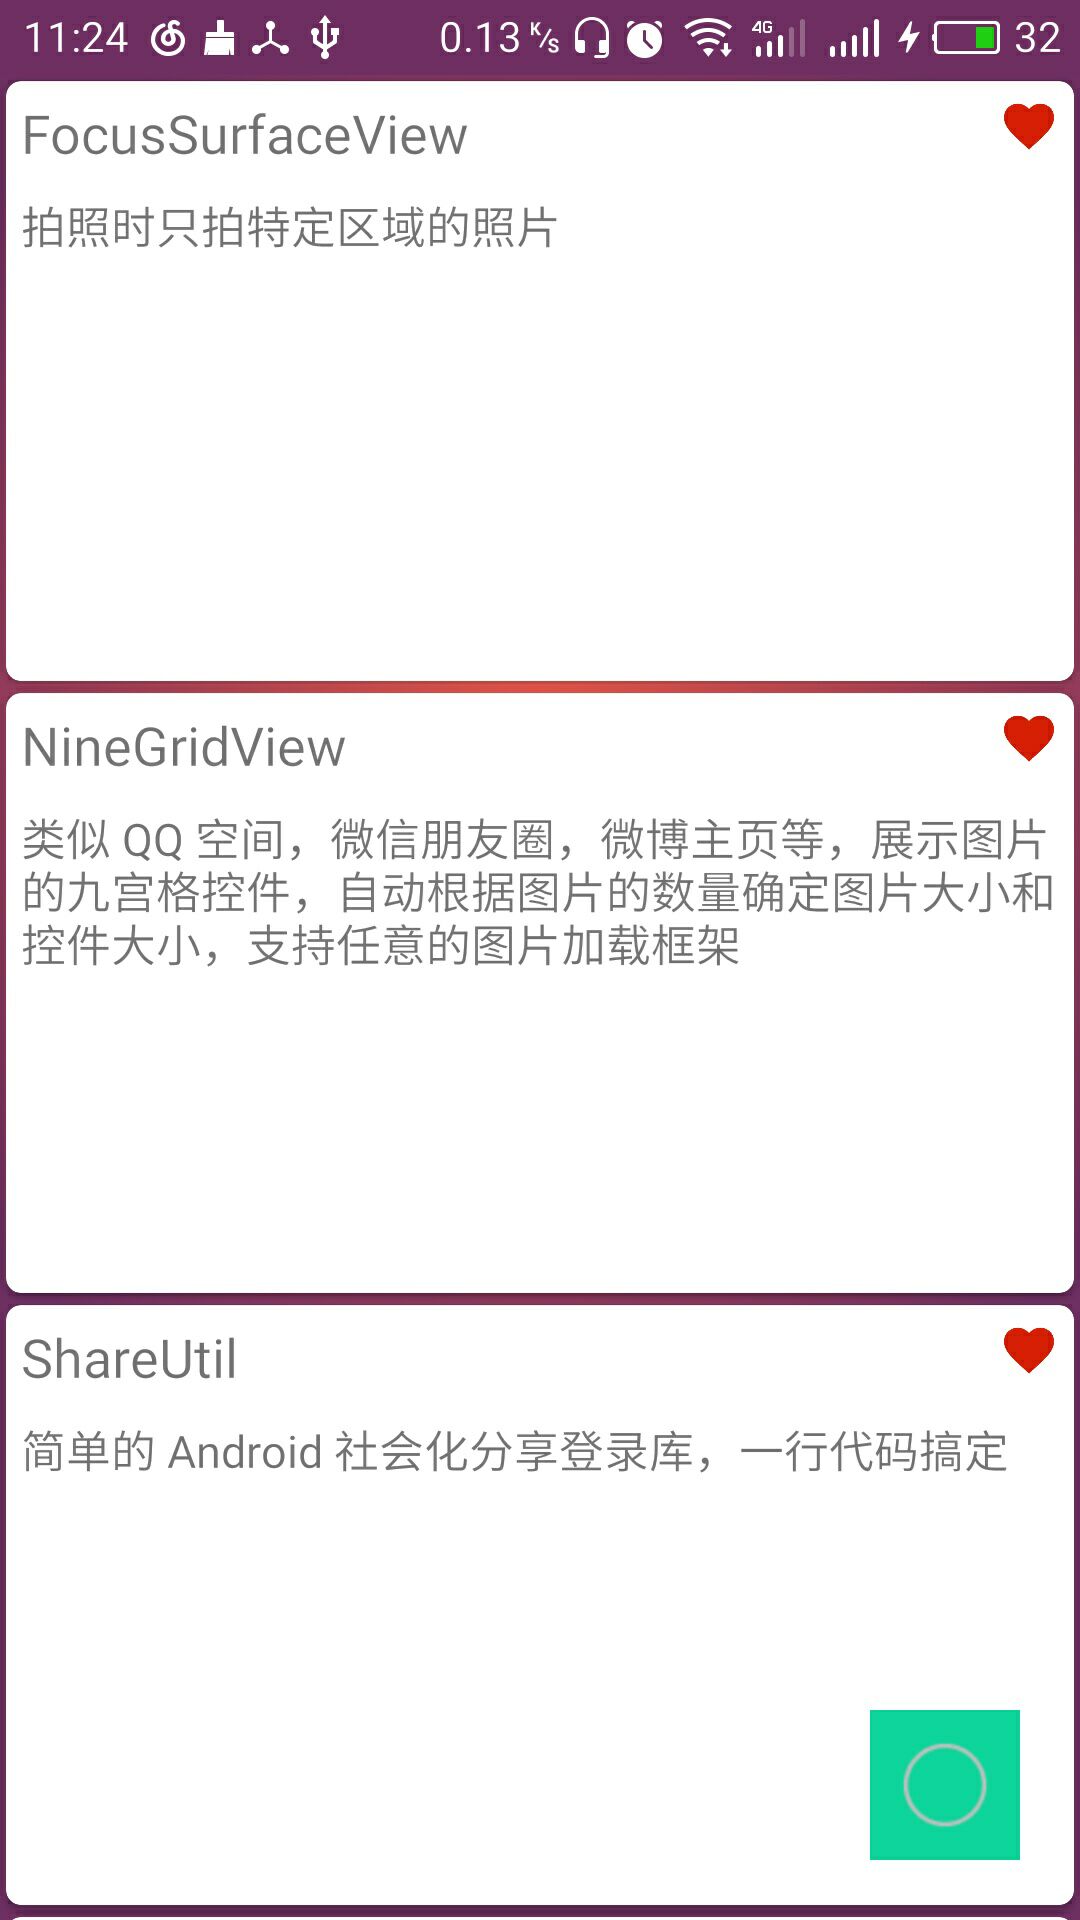 11:24 0.13 K/s 4G 32
FocusSurfaceView
拍照时只拍特定区域的照片
NineGridView
类似 QQ 空间，微信朋友圈，微博主页等，展示图片
的九宫格控件，自动根据图片的数量确定图片大小和
控件大小，支持任意的图片加载框架
ShareUtil
简单的 Android 社会化分享登录库，一行代码搞定